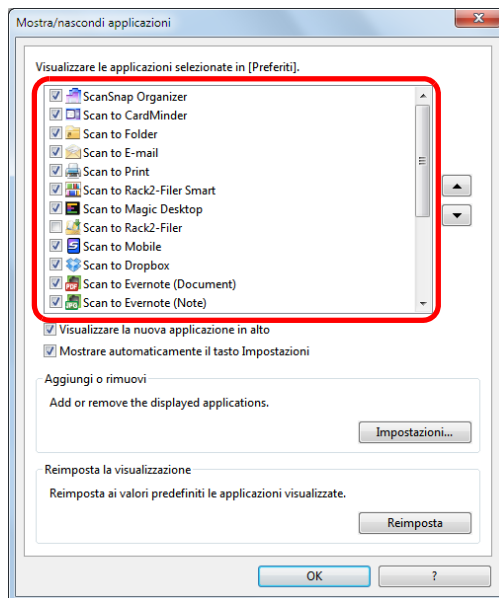 Mostra/nascondi applicazioni
Visualizzare le applicazioni selezionate in [Preferiti].
ScanSnap Organizer
Scan to CardMinder
Scan to Folder
Scan to E-mail
Scan to Print
Scan to Rack2-Filer Smart
Scan to Magic Desktop
Scan to Rack2-Filer
Scan to Mobile
Scan to Dropbox
Scan to Evernote (Document)
Scan to Evernote (Note)
Visualizzare la nuova applicazione in alto
Mostrare automaticamente il tasto Impostazioni
Aggiungi o rimuovi
Add or remove the displayed applications.
Impostazioni...
Reimposta la visualizzazione
Reimposta ai valori predefiniti le applicazioni visualizzate.
Reimposta
OK ?